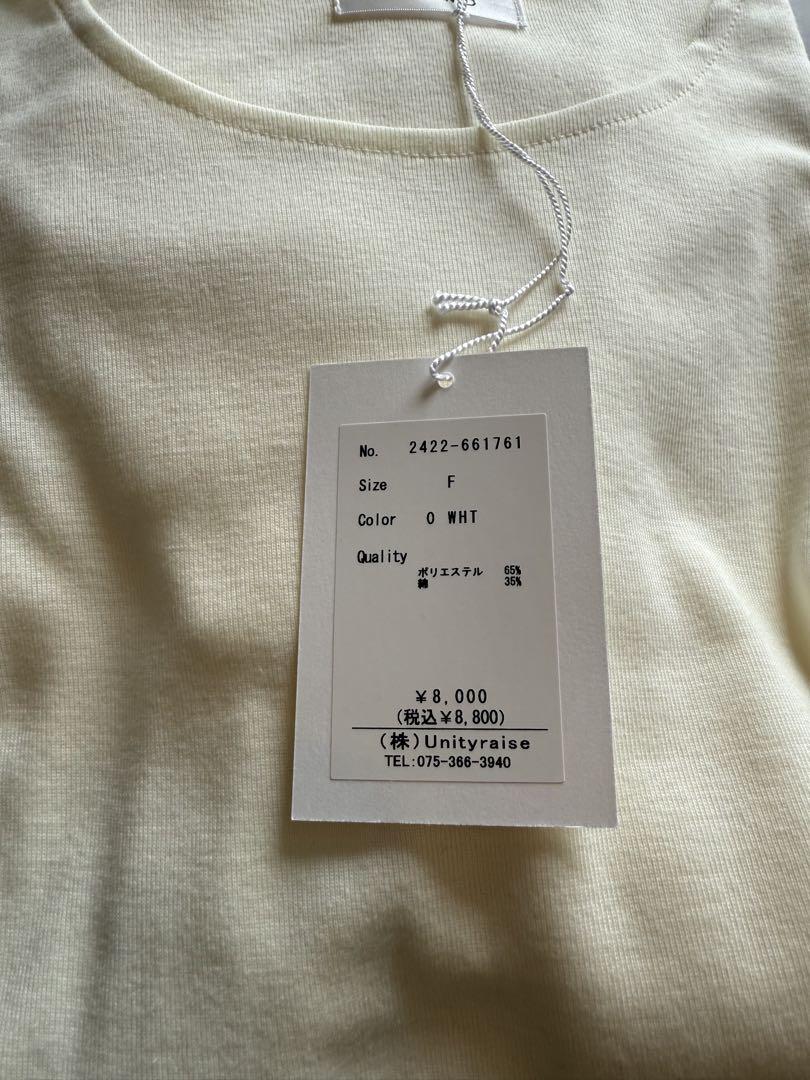 No. 2422-661761
Size F
Color 0 WHT
Quality
ポリエステル 65%
綿 35%
￥8,000
(税込￥8,800)
(株)Unityraise
TEL:075-366-3940